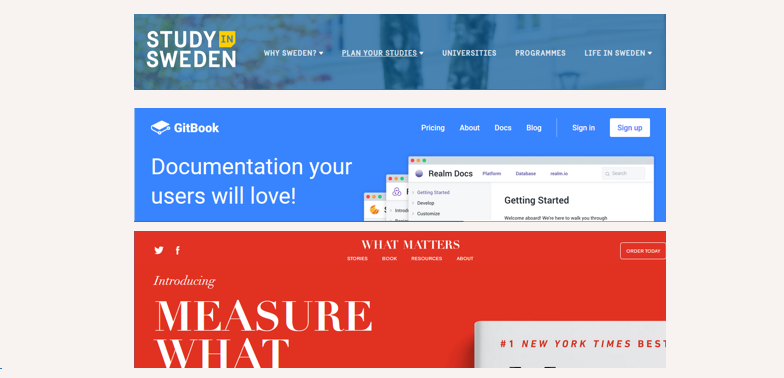 STUDY IN
SWEDEN
WHY SWEDEN? PLAN YOUR STUDIES UNIVERSITIES PROGRAMMES LIFE IN SWEDEN
GitBook
Pricing About Docs Blog Sign in Sign up
Documentation your
users will love!
Realm Docs Platform Database realm.io Search
Getting Started
Develop
Customize
Getting Started
Welcome aboard! We're here to walk you through
WHAT MATTERS
STORIES BOOK RESOURCES ABOUT
ORDER TODAY
Introducing
MEASURE
WHAT
#1 NEW YORK TIMES BEST